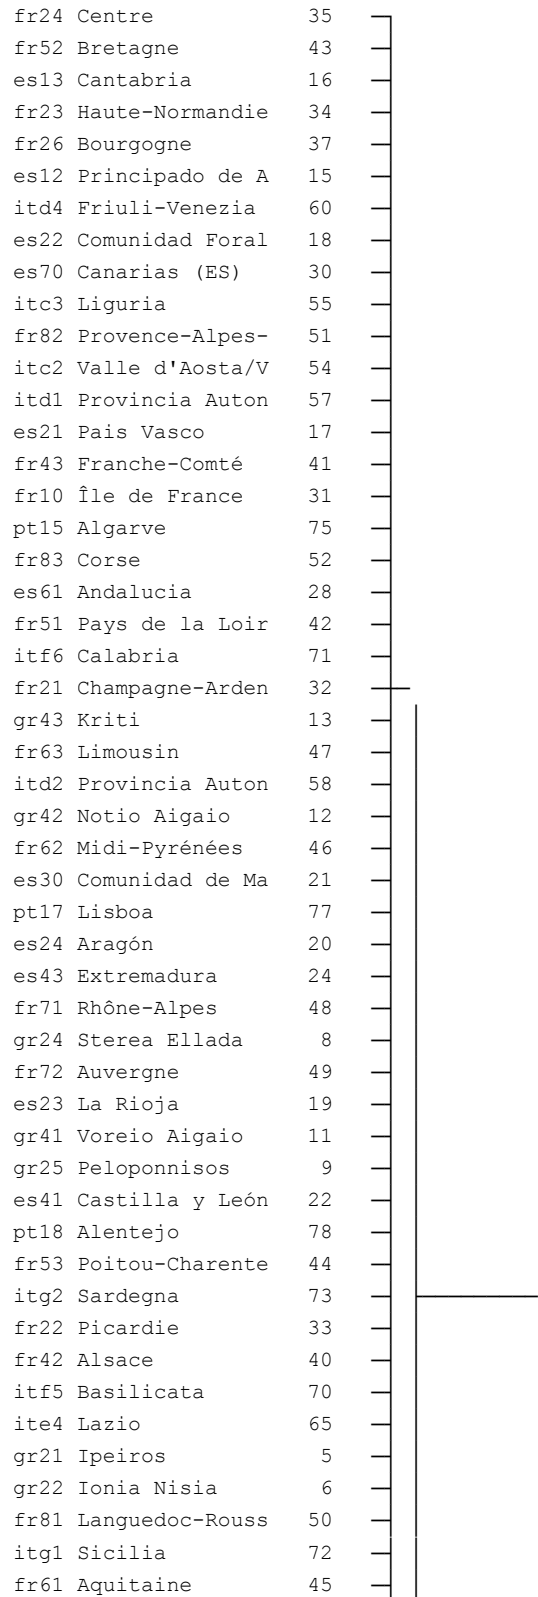 fr24 Centre 35
fr52 Bretagne 43
es13 Cantabria 16
fr23 Haute-Normandie 34
fr26 Bourgogne 37
es12 Principado de A 15
itd4 Friuli-Venezia 60
es22 Comunidad Foral 18
es70 Canarias (ES) 30
itc3 Liguria 55
fr82 Provence-Alpes- 51
itc2 Valle d'Aosta/V 54
itd1 Provincia Auton 57
es21 Pais Vasco 17
fr43 Franche-Comté 41
fr10 Île de France 31
pt15 Algarve 75
fr83 Corse 52
es61 Andalucia 28
fr51 Pays de la Loir 42
itf6 Calabria 71
fr21 Champagne-Arden 32
gr43 Kriti 13
fr63 Limousin 47
itd2 Provincia Auton 58
gr42 Notio Aigaio 12
fr62 Midi-Pyrénées 46
es30 Comunidad de Ma 21
pt17 Lisboa 77
es24 Aragón 20
es43 Extremadura 24
fr71 Rhône-Alpes 48
gr24 Sterea Ellada 8
fr72 Auvergne 49
es23 La Rioja 19
gr41 Voreio Aigaio 11
gr25 Peloponnisos 9
es41 Castilla y León 22
pt18 Alentejo 78
fr53 Poitou-Charente 44
itg2 Sardegna 73
fr22 Picardie 33
fr42 Alsace 40
itf5 Basilicata 70
ite4 Lazio 65
gr21 Ipeiros 5
gr22 Ionia Nisia 6
fr81 Languedoc-Rouss 50
itg1 Sicilia 72
fr61 Aquitaine 45